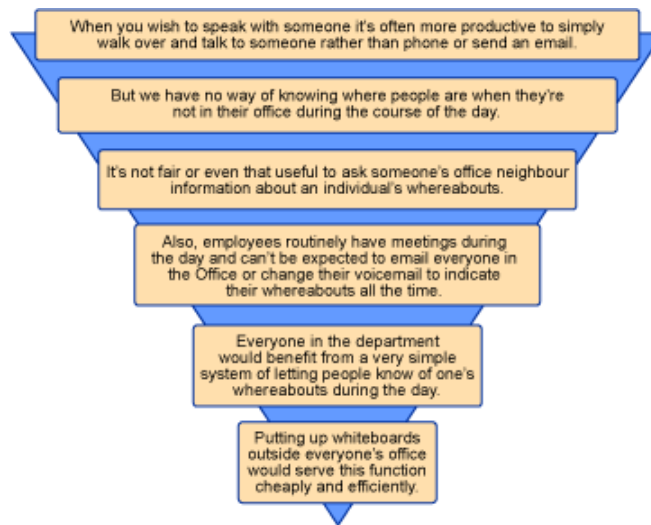 When you wish to speak with someone it's often more productive to simply
walk over and talk to someone rather than phone or send an email.
But we have no way of knowing where people are when they're
not in their office during the course of the day.
It's not fair or even that useful to ask someone's office neighbour
information about an individual's whereabouts.
Also, employees routinely have meetings during
the day and can't be expected to email everyone in
the Office or change their voicemail to indicate
their whereabouts all the time.
Everyone in the department
would benefit from a very simple
system of letting people know of one's
whereabouts during the day.
Putting up whiteboards
outside everyone's office
would serve this function
cheaply and efficiently.